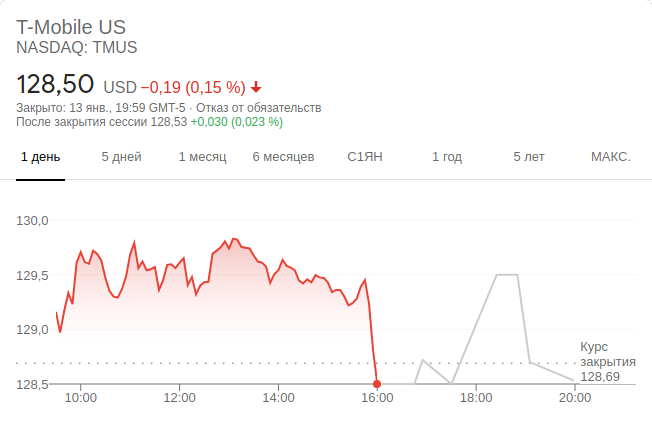 T-Mobile US
NASDAQ: TMUS
128,50 USD −0,19 (0,15 %)
Закрыто: 13 янв., 19:59 GMT-5 · Отказ от обязательств
После закрытия сессии 128,53 +0,030 (0,023 %)
1 день 5 дней 1 месяц 6 месяцев С1ЯН 1 год 5 лет МАКС.
130,0
129,5
129,0
Курс
закрытия
128,69
128,5
10:00 12:00 14:00 16:00 18:00 20:00